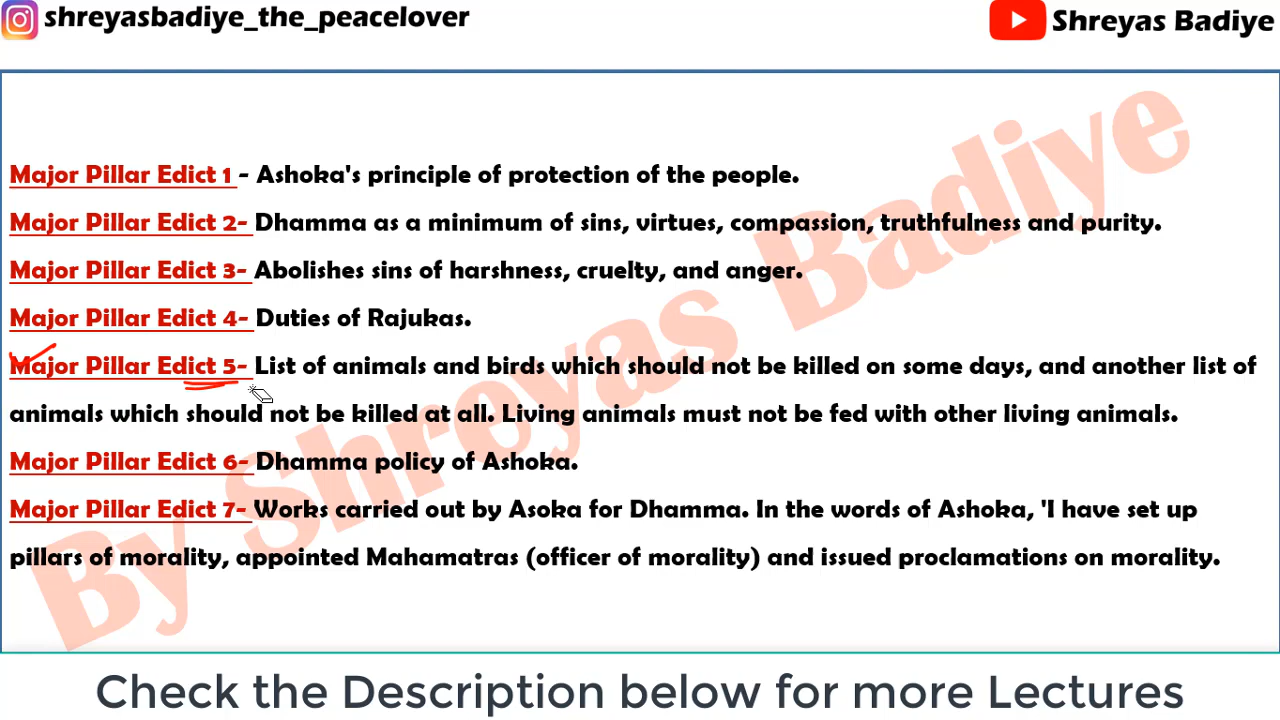 shreyasbadiye_the_peacelover
Shreyas Badiye
Major Pillar Edict 1 - Ashoka's principle of protection of the people.
Major Pillar Edict 2- Dhamma as a minimum of sins, virtues, compassion, truthfulness and purity.
Major Pillar Edict 3- Abolishes sins of harshness, cruelty, and anger.
Major Pillar Edict 4- Duties of Rajukas.
Major Pillar Edict 5- List of animals and birds which should not be killed on some days, and another list of
animals which should not be killed at all. Living animals must not be fed with other living animals.
Major Pillar Edict 6- Dhamma policy of Ashoka.
Major Pillar Edict 7- Works carried out by Asoka for Dhamma. In the words of Ashoka, 'I have set up
pillars of morality, appointed Mahamatras (officer of morality) and issued proclamations on morality.
By Shreyas Badiye
Check the Description below for more Lectures